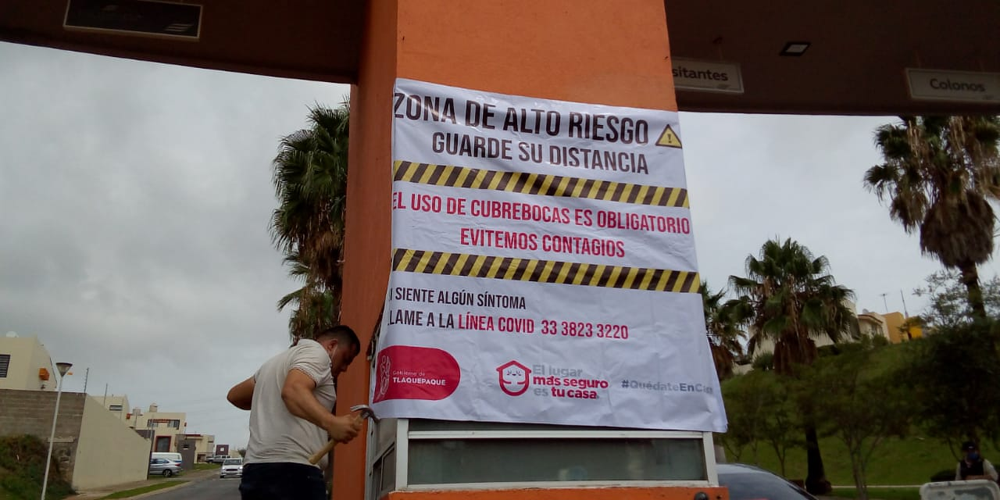 sitantes
Colonos
ZONA DE ALTO RIESGO
GUARDE SU DISTANCIA
EL USO DE CUBREBOCAS ES OBLIGATORIO
EVITEMOS CONTAGIOS
I SIENTE ALGÚN SÍNTOMA
LAME A LA LÍNEA COVID 33 3823 3220
Gobierno de
TLAQUEPAQUE
El lugar
más seguro
es tu casa.
#QuédateEnCa